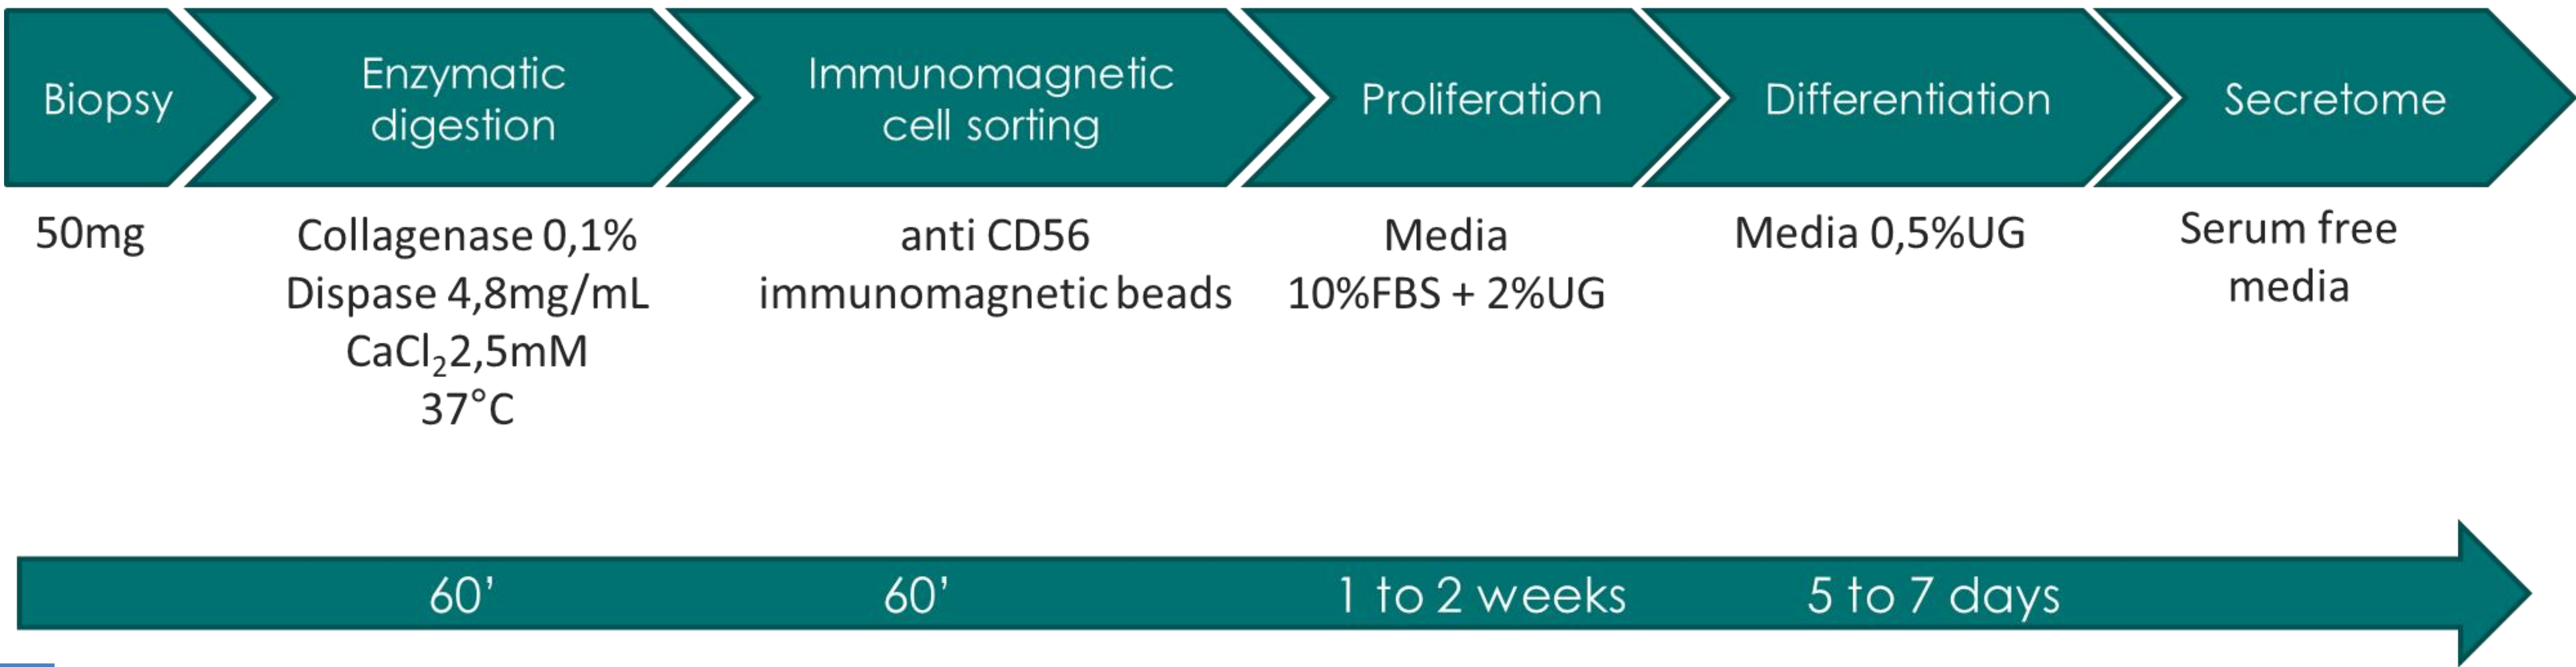 Biopsy
Enzymatic
digestion
Immunomagnetic
cell sorting
Proliferation
Differentiation
Secretome
50mg
Collagenase 0,1%
Dispase 4,8mg/mL
CaCl₂2,5mM
37°C
anti CD56
immunomagnetic beads
Media
10%FBS + 2%UG
Media 0,5%UG
Serum free
media
60’
60’
1 to 2 weeks
5 to 7 days